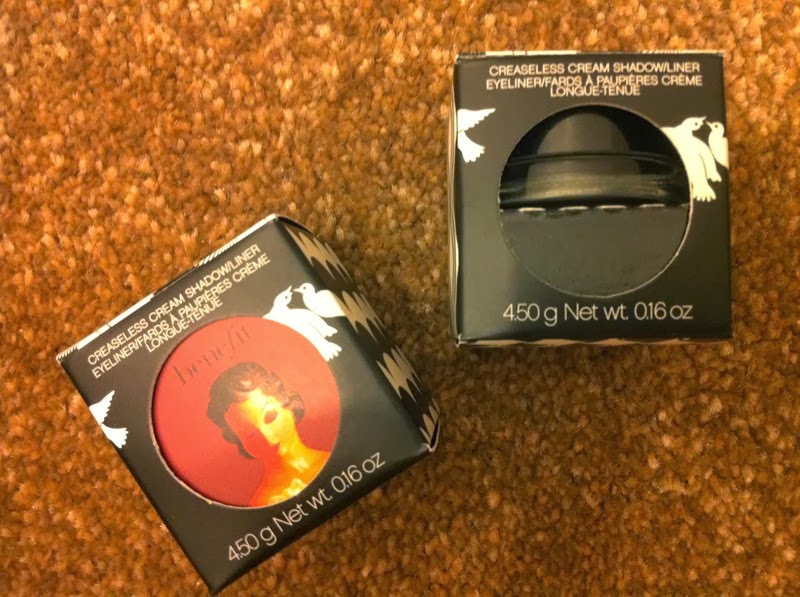 CREASELESS CREAM SHADOW/LINER
EYELINER/FARDS À PAUPIÈRES CRÈME
LONGUE-TENUE
4.50 g Net wt. 0.16 oz
CREASELESS CREAM SHADOW/LINER
EYELINER/FARDS À PAUPIÈRES CRÈME
LONGUE-TENUE
benefit
4.50 g Net wt. 0.16 oz